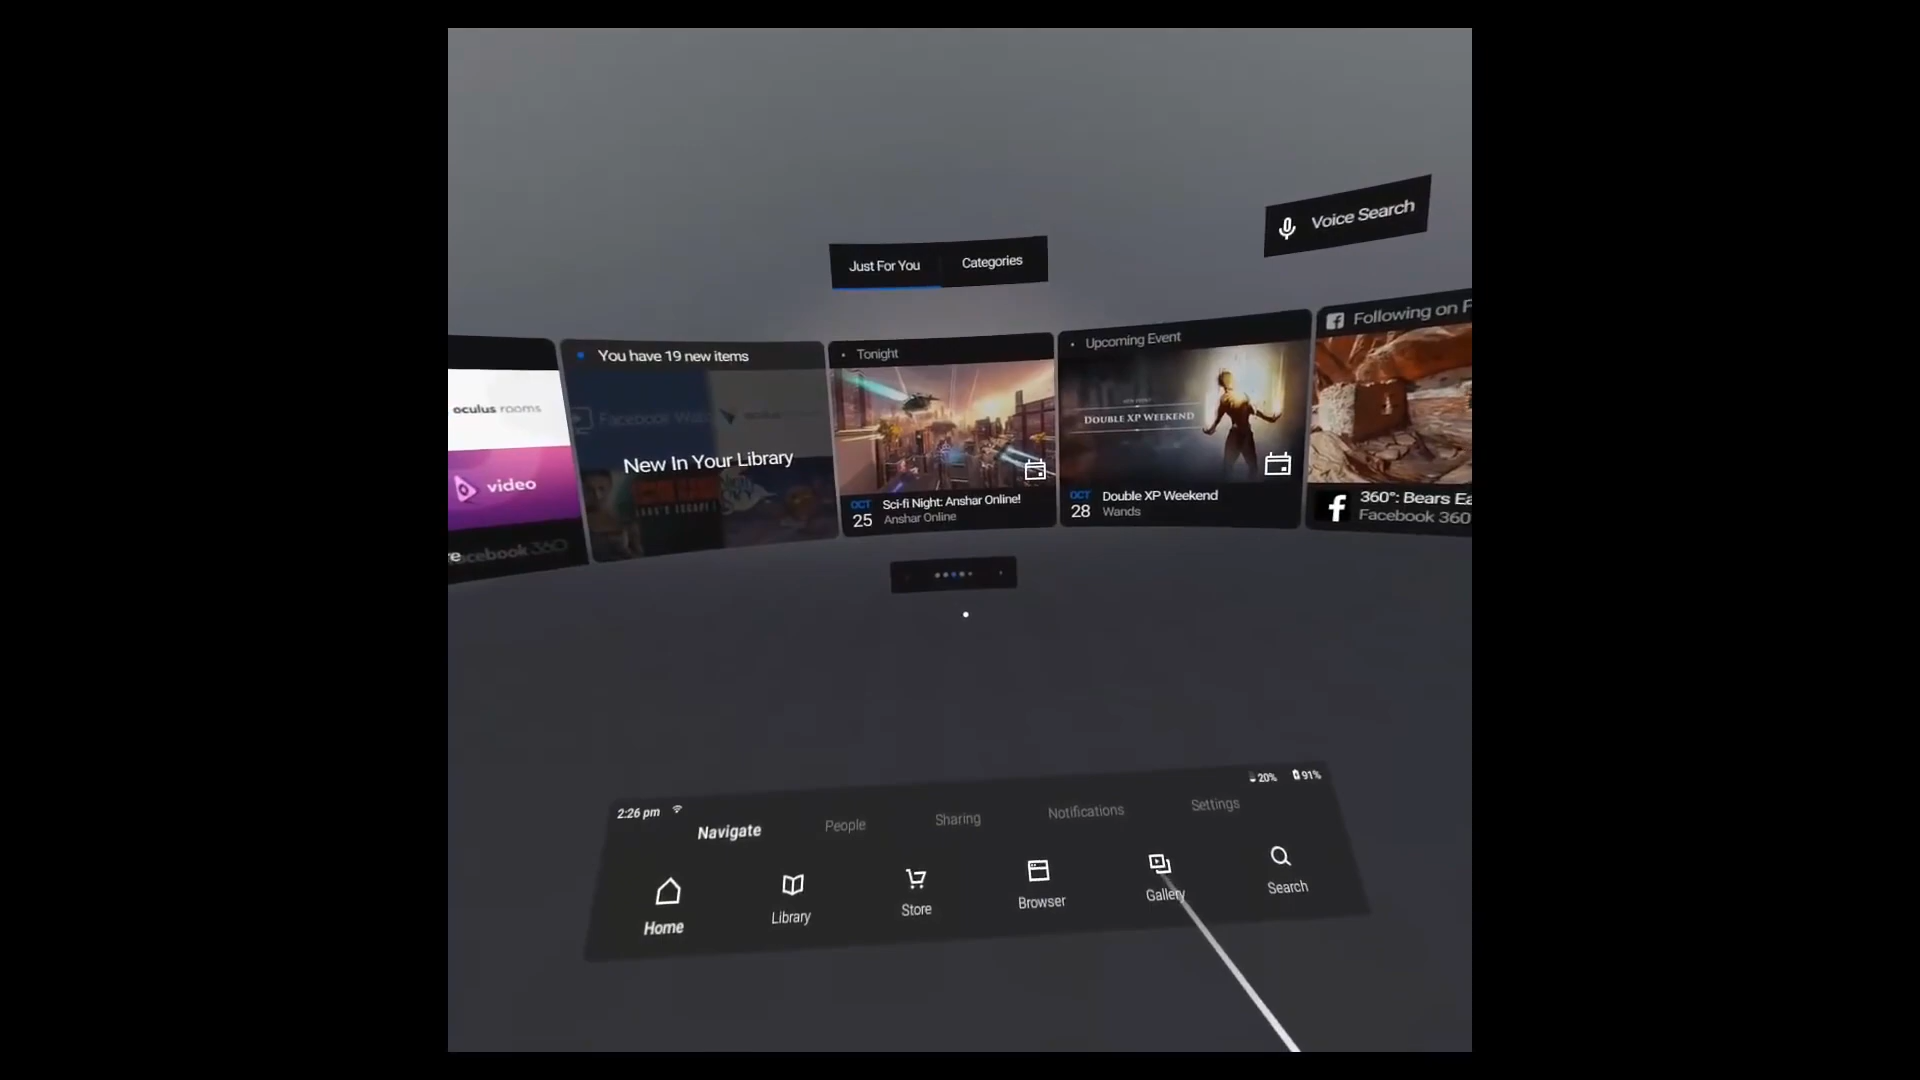 Voice Search
Just For You
Categories
oculus rooms
video
You have 19 new items
Facebook Wat
oculus
New In Your Library
Tonight
OCT
25
Sci-fi Night: Anshar Online!
Anshar Online
Upcoming Event
DOUBLE XP WEEKEND
OCT
28
Double XP Weekend
Wands
Following on F
f
360°: Bears Ea
Facebook 360
2:26 pm
20%
91%
Navigate
People
Sharing
Notifications
Settings
Home
Library
Store
Browser
Gallery
Search